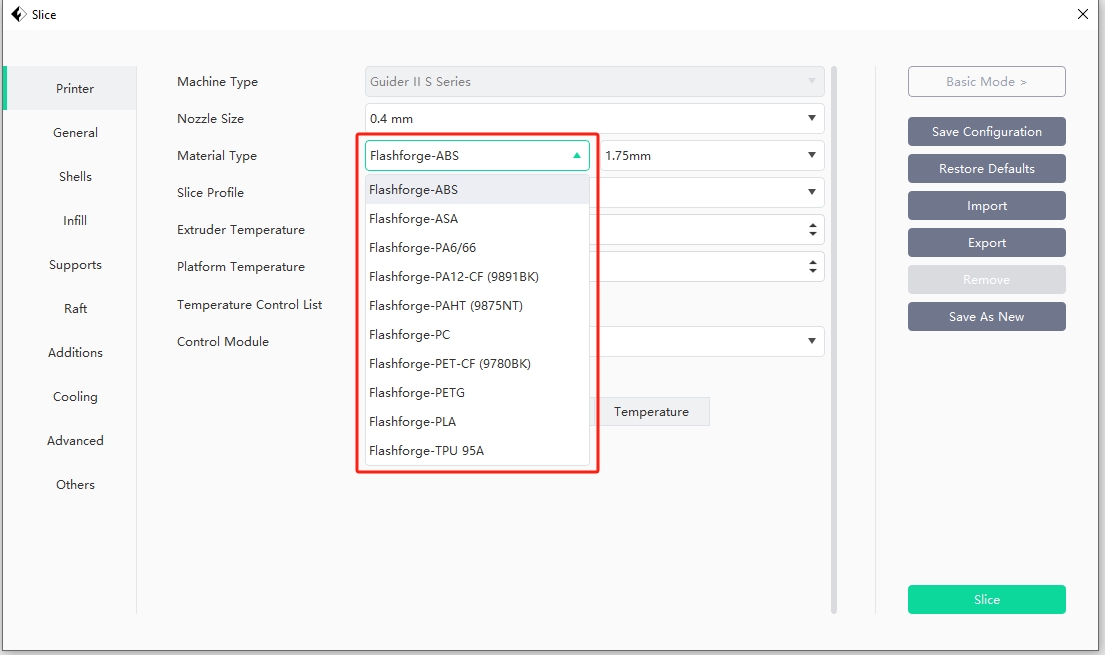 Slice
Printer
General
Shells
Infill
Supports
Raft
Additions
Cooling
Advanced
Others
Machine Type
Guider II S Series
Nozzle Size
0.4 mm
Material Type
Flashforge-ABS
1.75mm
Slice Profile
Extruder Temperature
Platform Temperature
Temperature Control List
Control Module
Flashforge-ABS
Flashforge-ASA
Flashforge-PA6/66
Flashforge-PA12-CF (9891BK)
Flashforge-PAHT (9875NT)
Flashforge-PC
Flashforge-PET-CF (9780BK)
Flashforge-PETG
Flashforge-PLA
Flashforge-TPU 95A
Temperature
Basic Mode >
Save Configuration
Restore Defaults
Import
Export
Remove
Save As New
Slice